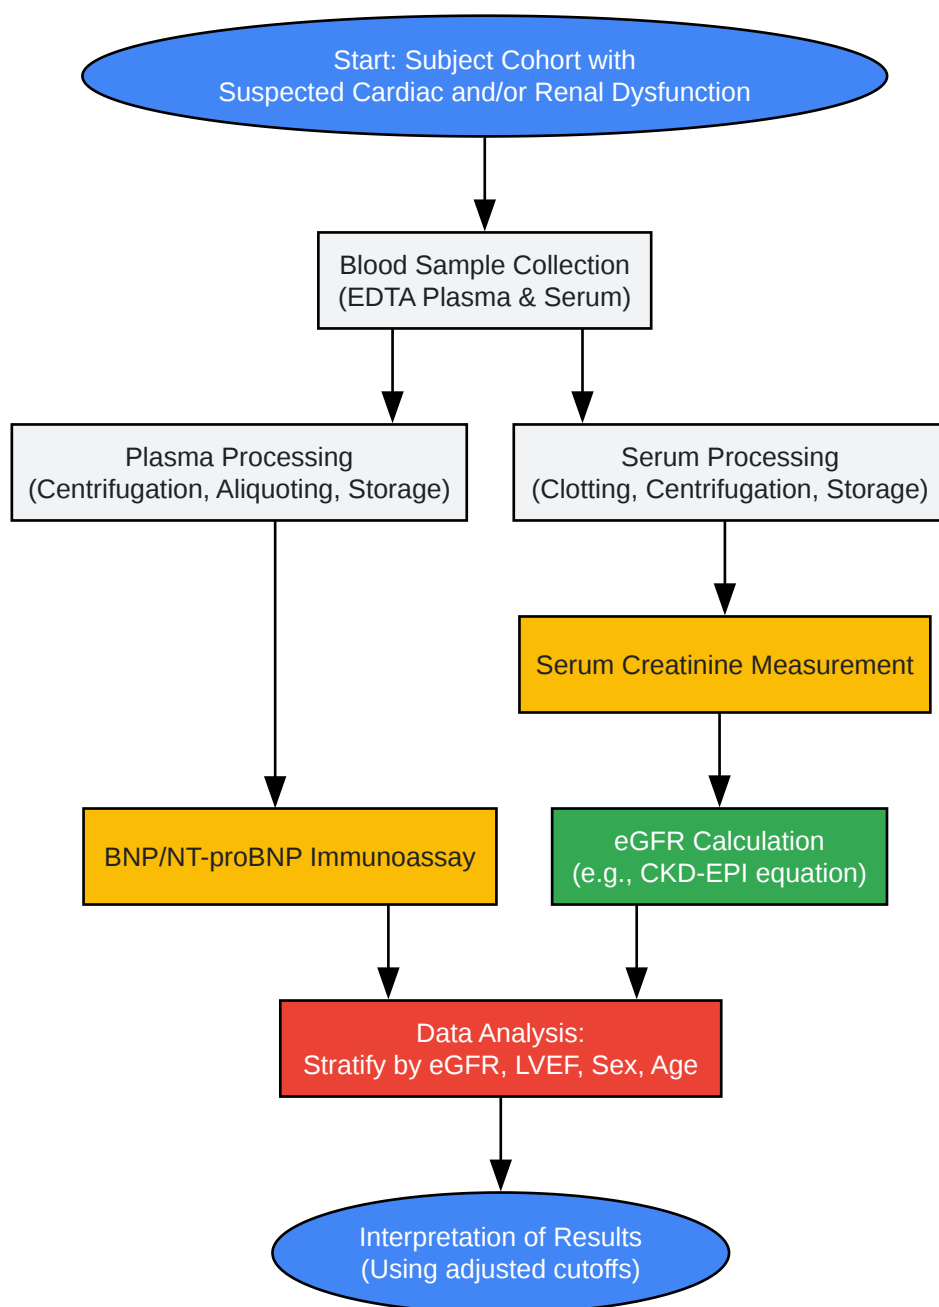 Start: Subject Cohort with
Suspected Cardiac and/or Renal Dysfunction
Blood Sample Collection
(EDTA Plasma & Serum)
Plasma Processing
(Centrifugation, Aliquoting, Storage)
Serum Processing
(Clotting, Centrifugation, Storage)
Serum Creatinine Measurement
BNP/NT-proBNP Immunoassay
eGFR Calculation
(e.g., CKD-EPI equation)
Data Analysis:
Stratify by eGFR, LVEF, Sex, Age
Interpretation of Results
(Using adjusted cutoffs)